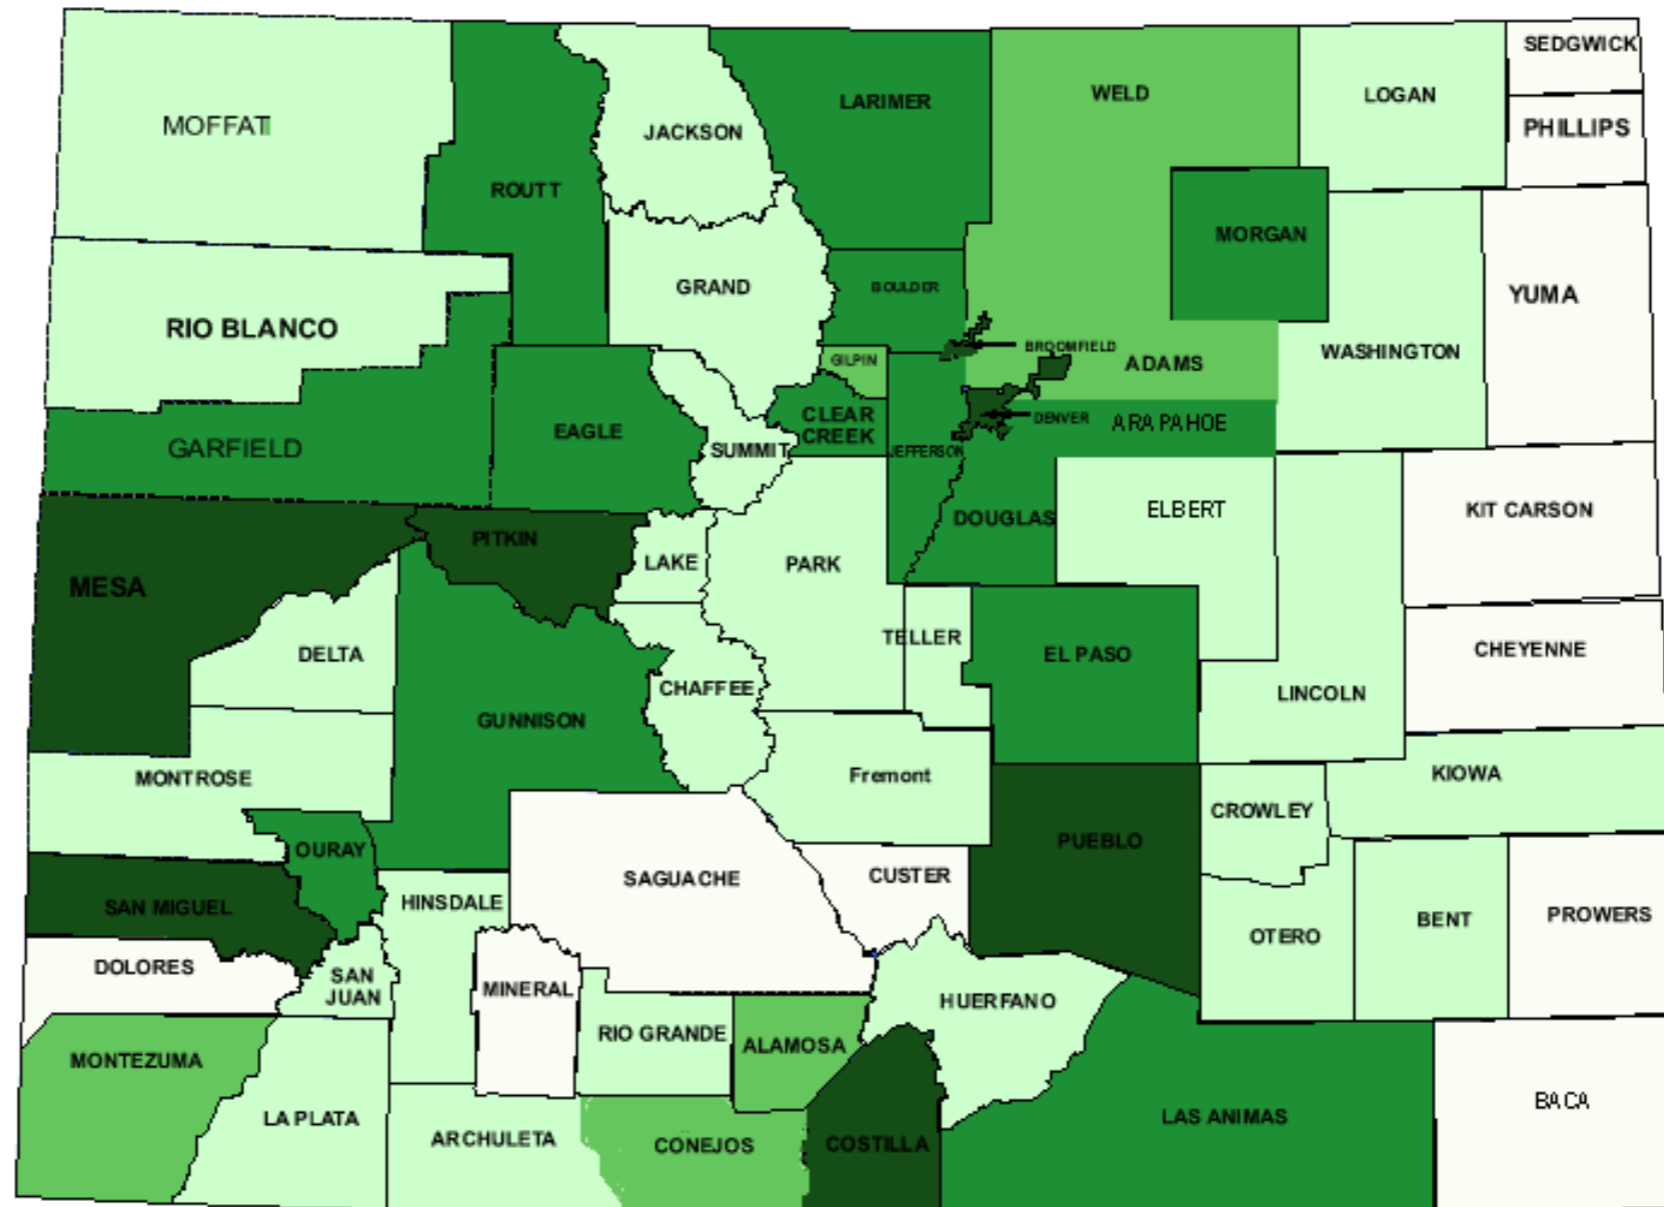 SEDGWICK
MOFFAT
ROUTT
JACKSON
LARIMER
WELD
LOGAN
PHILLIPS
MORGAN
RIO BLANCO
GRAND
BOULDER
YUMA
WASHINGTON
BROOMFIELD
ADAMS
GILPIN
GARFIELD
EAGLE
SUMMIT
CLEAR
CREEK
JEFFERSON
DENVER
ARAPAHOE
MESA
PITKIN
LAKE
PARK
DOUGLAS
ELBERT
KIT CARSON
DELTA
GUNNISON
CHAFFEE
TELLER
EL PASO
LINCOLN
CHEYENNE
MONTROSE
Fremont
KIOWA
OURAY
SAGUACHE
CUSTER
PUEBLO
CROWLEY
SAN MIGUEL
HINSDALE
OTERO
BENT
PROWERS
DOLORES
SAN
JUAN
MINERAL
HUERFANO
MONTEZUMA
RIO GRANDE
ALAMOSA
LA PLATA
ARCHULETA
CONEJOS
COSTILLA
LAS ANIMAS
BACA